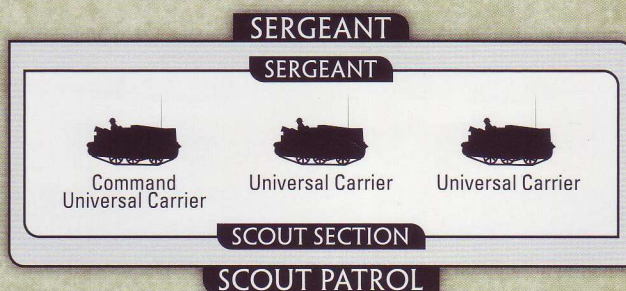 SERGEANT
SERGEANT
Command
Universal Carrier
Universal Carrier
Universal Carrier
SCOUT SECTION
SCOUT PATROL